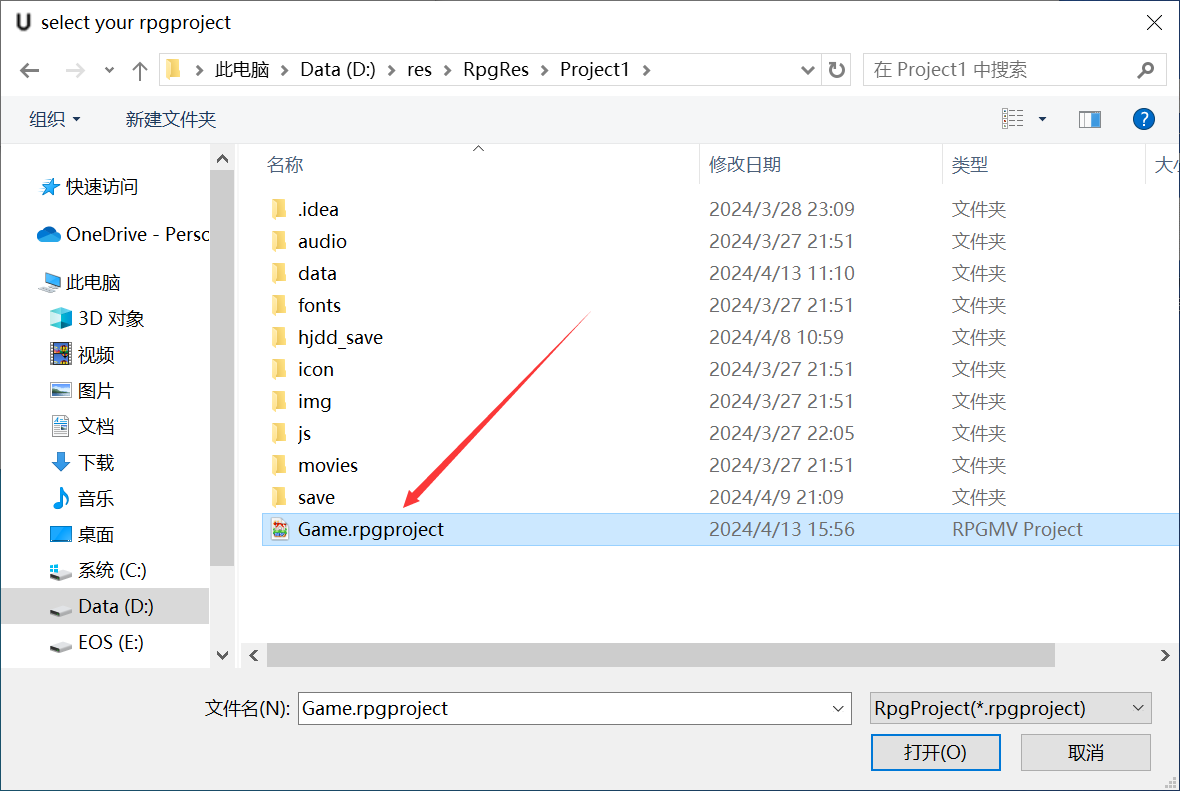 select your rpgproject
此电脑 Data (D:) res RpgRes Project1 在 Project1 中搜索
组织 新建文件夹
名称 修改日期 类型 大
快速访问
OneDrive - Perso
此电脑
3D 对象
视频
图片
文档
下载
音乐
桌面
系统 (C:)
Data (D:)
EOS (E:)
.idea 2024/3/28 23:09 文件夹
audio 2024/3/27 21:51 文件夹
data 2024/4/13 11:10 文件夹
fonts 2024/3/27 21:51 文件夹
hjdd_save 2024/4/8 10:59 文件夹
icon 2024/3/27 21:51 文件夹
img 2024/3/27 21:51 文件夹
js 2024/3/27 22:05 文件夹
movies 2024/3/27 21:51 文件夹
save 2024/4/9 21:09 文件夹
Game.rpgproject 2024/4/13 15:56 RPGMV Project
文件名(N): Game.rpgproject RpgProject(*.rpgproject)
打开(O) 取消